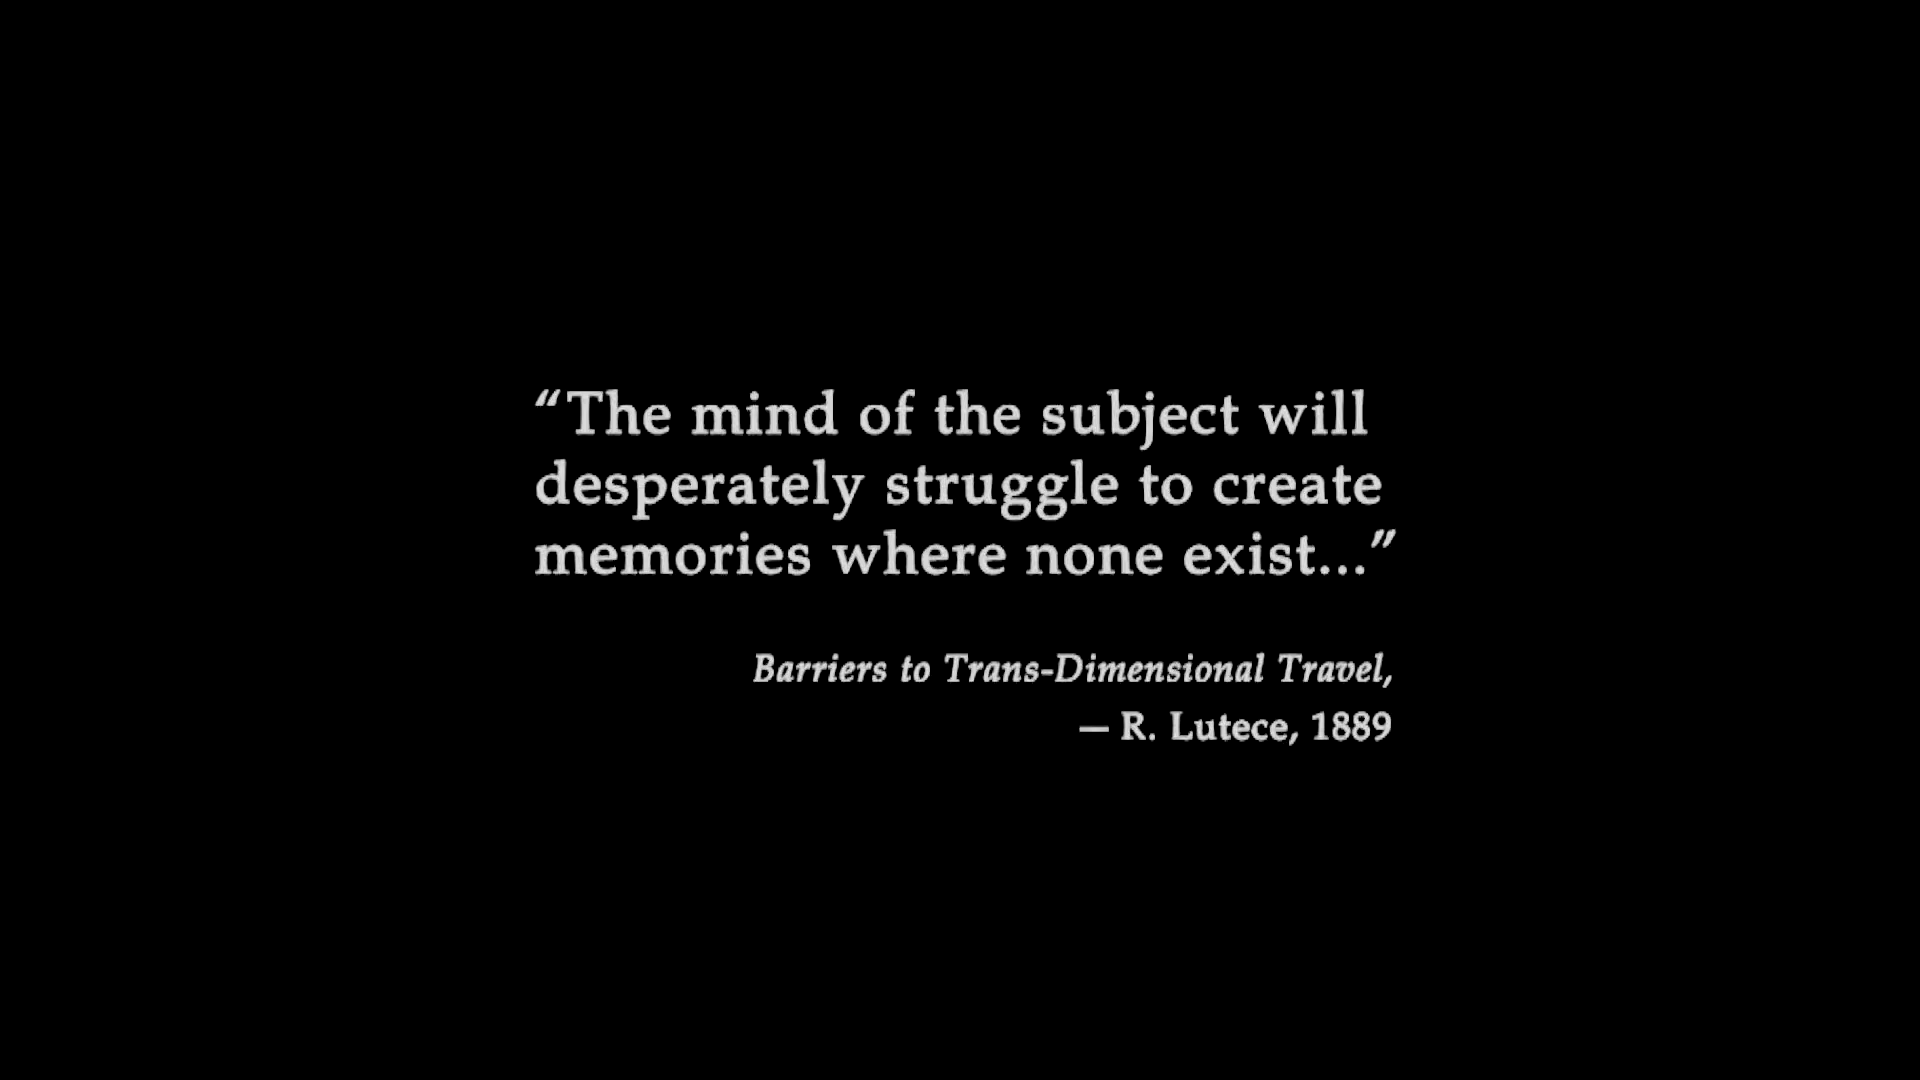 “The mind of the subject will
desperately struggle to create
memories where none exist...”
Barriers to Trans-Dimensional Travel,
— R. Lutece, 1889